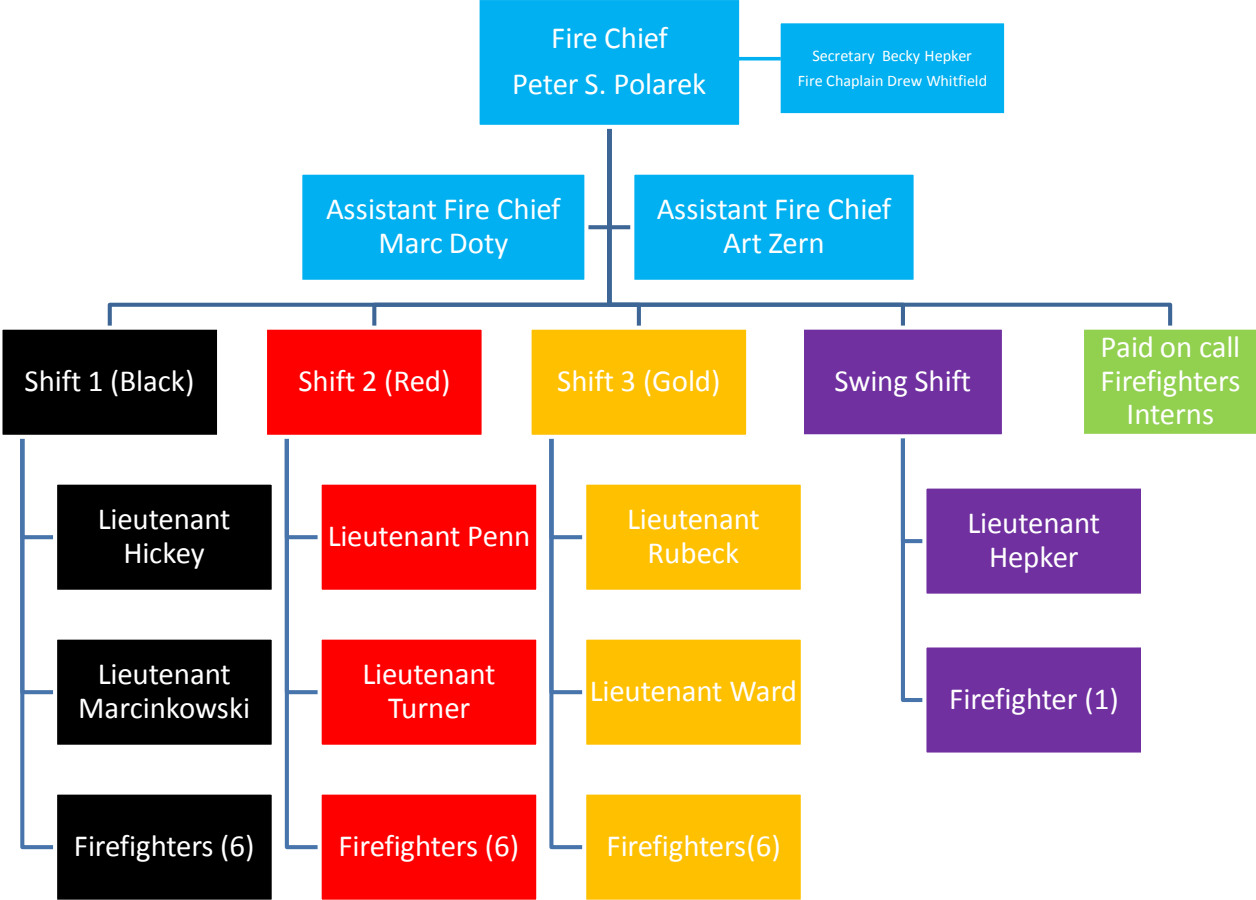 Fire Chief
Peter S. Polarek
Secretary Becky Hepker
Fire Chaplain Drew Whitfield
Assistant Fire Chief
Marc Doty
Assistant Fire Chief
Art Zern
Shift 1 (Black)
Shift 2 (Red)
Shift 3 (Gold)
Swing Shift
Paid on call
Firefighters
Interns
Lieutenant
Hickey
Lieutenant Penn
Lieutenant
Rubeck
Lieutenant
Hepker
Lieutenant
Marcinkowski
Lieutenant
Turner
Lieutenant Ward
Firefighter (1)
Firefighters (6)
Firefighters (6)
Firefighters(6)